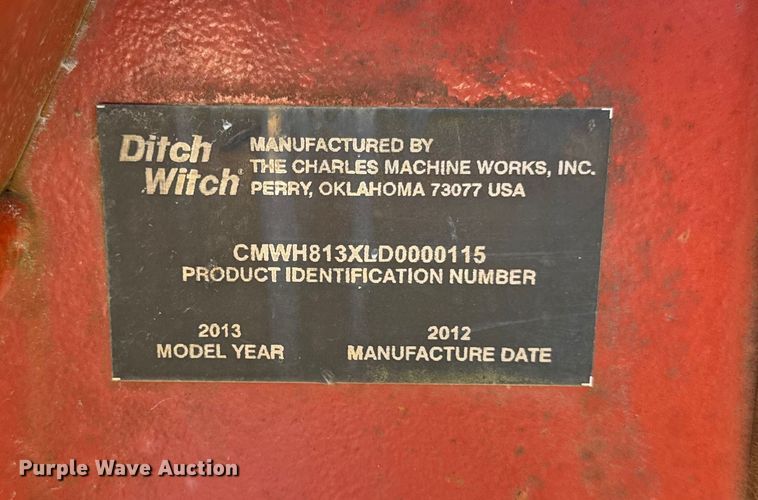 Ditch Witch®
MANUFACTURED BY
THE CHARLES MACHINE WORKS, INC.
PERRY, OKLAHOMA 73077 USA
CMWH813XLD0000115
PRODUCT IDENTIFICATION NUMBER
2013
MODEL YEAR
2012
MANUFACTURE DATE
Purple Wave Auction